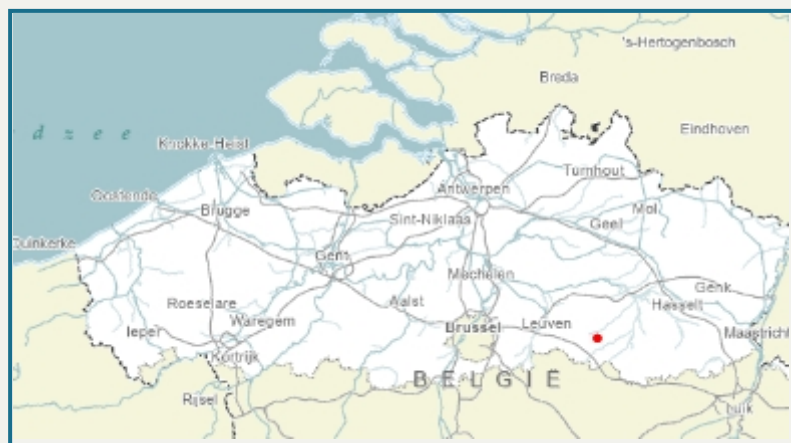 's-Hertogenbosch
Breda
d z e e
Eindhoven
Knokke-Heist
Turnhout
Antwerpen
Oostende
Mol
Brugge
Sint-Niklaas
Geel
Duinkerke
Gent
Mechelen
Genk
Roeselare
Aalst
Hasselt
Waregem
Leuven
Ieper
Brussel
Maastricht
Kortrijk
BELGIË
Rijsel
Luik